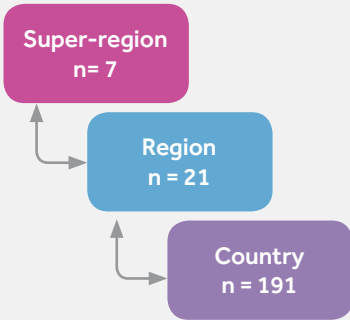 Super-region
n= 7
Region
n = 21
Country
n = 191